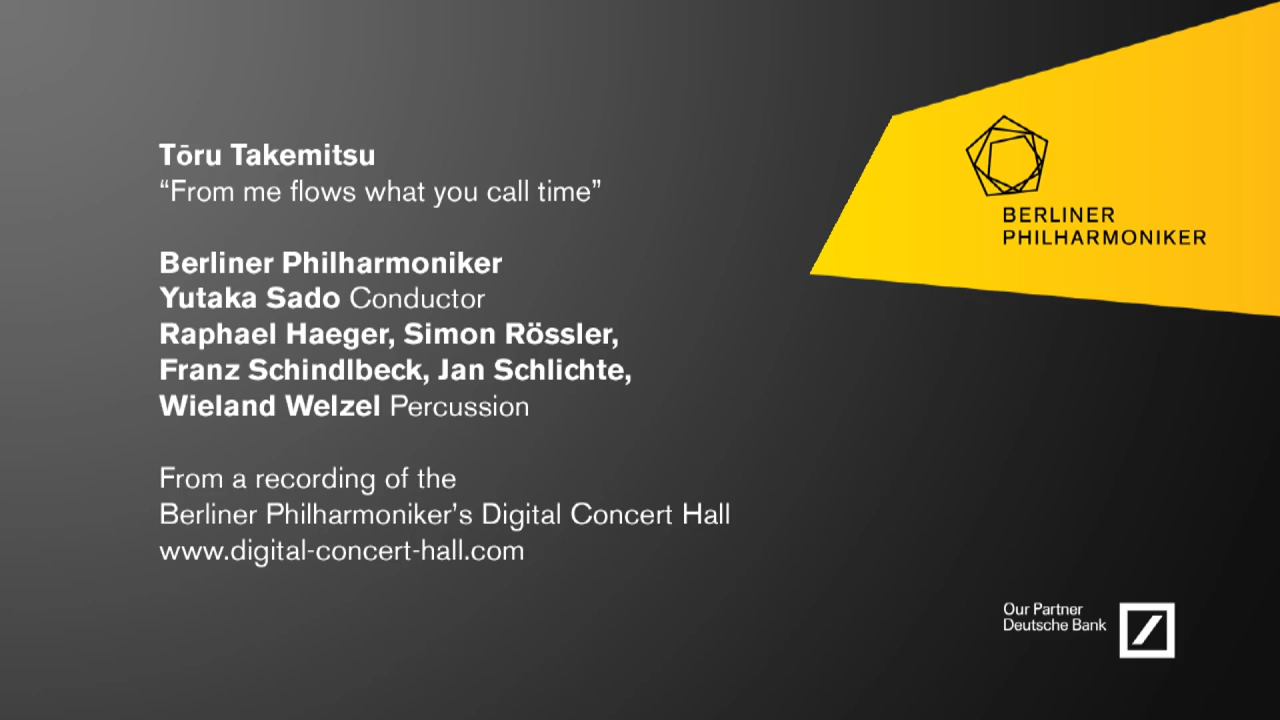 Tōru Takemitsu
“From me flows what you call time”
Berliner Philharmoniker
Yutaka Sado Conductor
Raphael Haeger, Simon Rössler,
Franz Schindlbeck, Jan Schlichte,
Wieland Welzel Percussion
From a recording of the
Berliner Philharmoniker’s Digital Concert Hall
www.digital-concert-hall.com
BERLINER
PHILHARMONIKER
Our Partner
Deutsche Bank